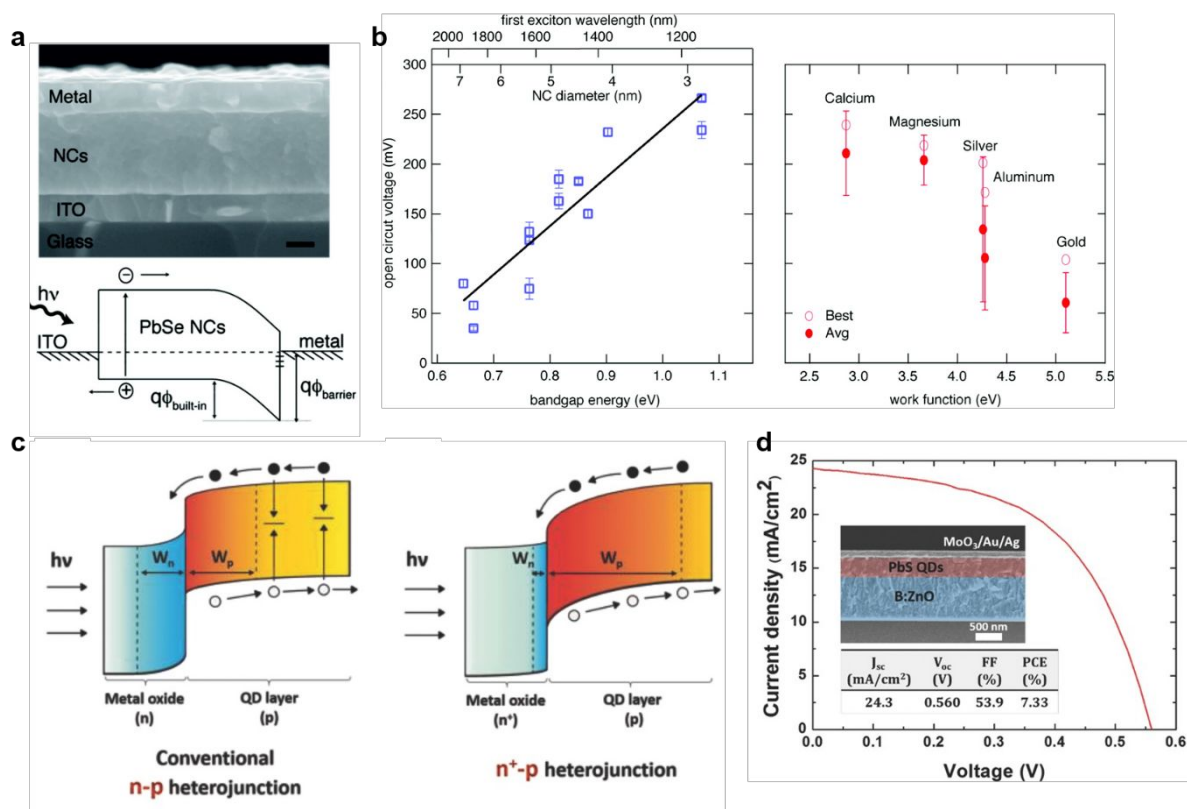 a
Metal
NCs
ITO
Glass
hν
ITO
PbSe NCs
metal
qϕbuilt-in
qϕbarrier
b
first exciton wavelength (nm)
2000 1800 1600 1400 1200
7 6 5 4 3
NC diameter (nm)
300
250
200
150
100
50
0
open circut voltage (mV)
0.6 0.7 0.8 0.9 1.0 1.1
bandgap energy (eV)
Calcium
Magnesium
Silver
Aluminum
Gold
Best
Avg
2.5 3.0 3.5 4.0 4.5 5.0 5.5
work function (eV)
c
hν
Wn
Wp
Metal oxide
(n)
QD layer
(p)
Conventional
n-p heterojunction
hν
Wn
Wp
Metal oxide
(n⁺)
QD layer
(p)
n⁺-p heterojunction
d
25
20
15
10
5
0
Current density (mA/cm²)
MoO₃/Au/Ag
PbS QDs
B:ZnO
500 nm
Jsc Voc FF PCE
(mA/cm²) (V) (%) (%)
24.3 0.560 53.9 7.33
0.0 0.1 0.2 0.3 0.4 0.5 0.6
Voltage (V)